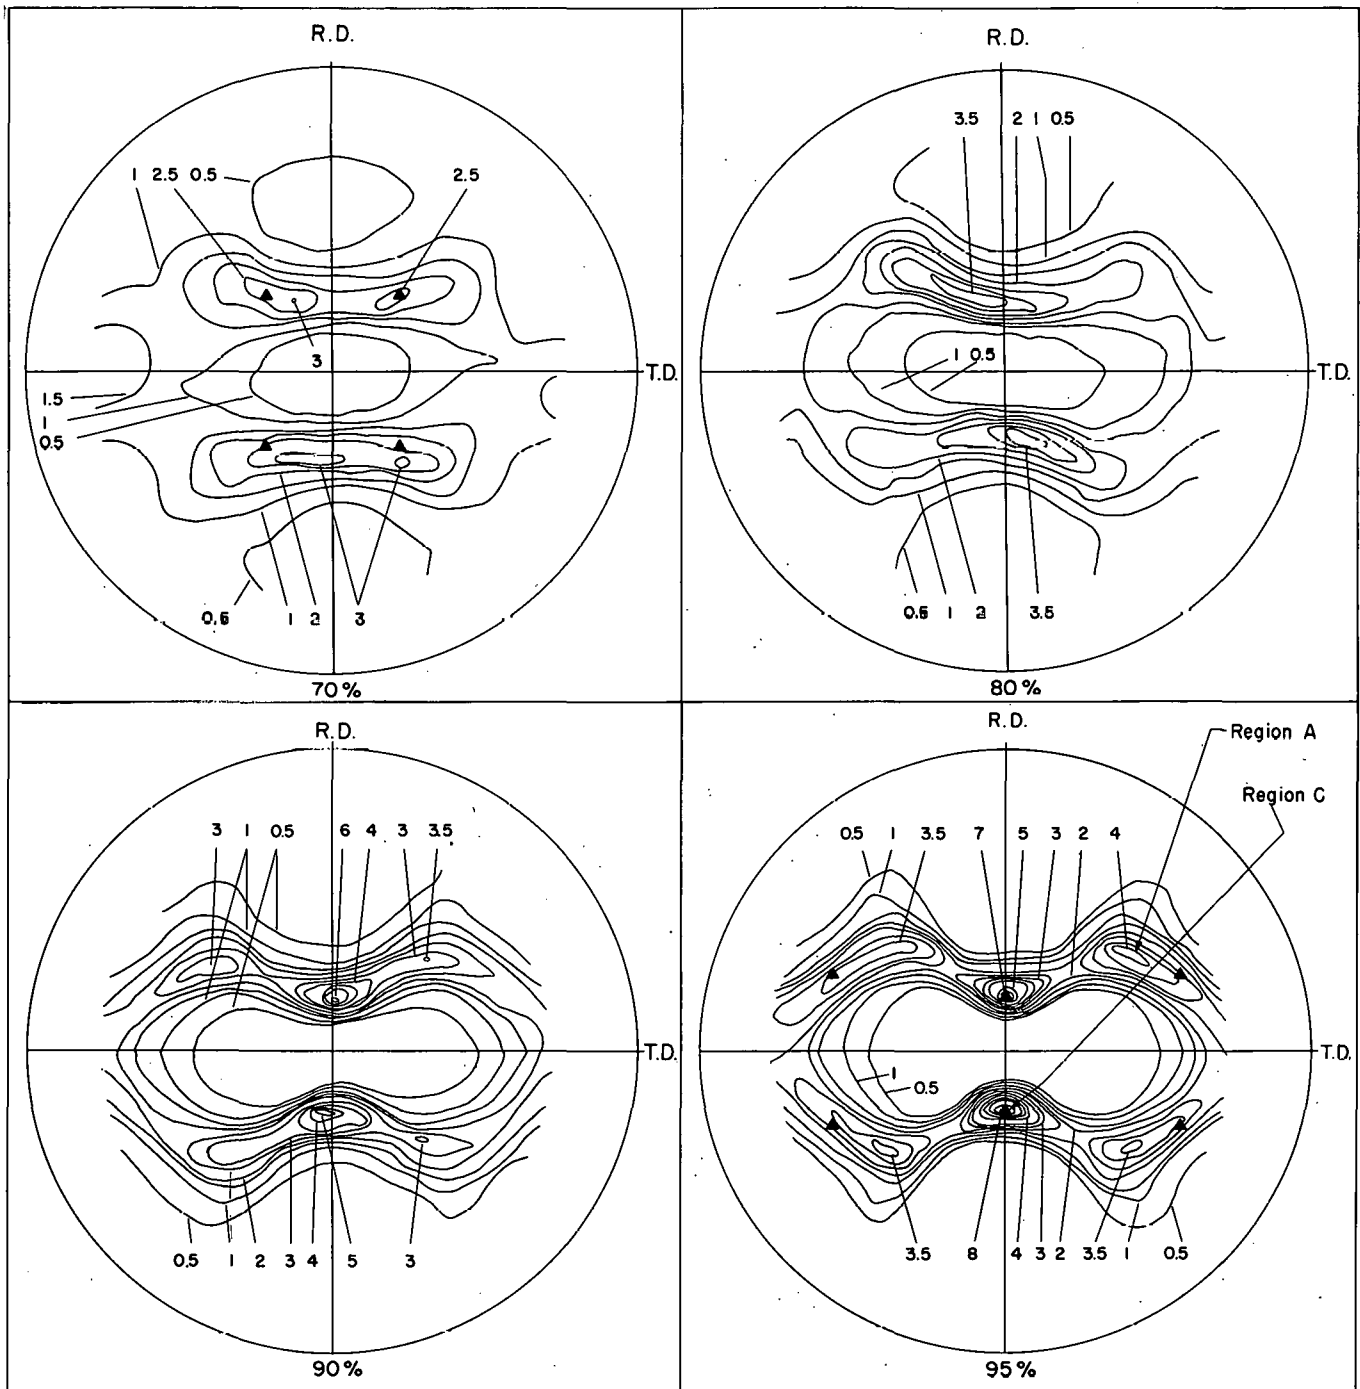 R.D.
1 2.5 0.5
2.5
3
T.D.
1.5
1
0.5
0.5
1 2 3
70%
R.D.
3.5 2 1 0.5
1 0.5
T.D.
0.5 1 2 3.5
80%
R.D.
3 1 0.5 6 4 3 3.5
T.D.
0.5 1 2 3 4 5 3
90%
R.D.
Region A
Region C
0.5 1 3.5 7 5 3 2 4
T.D.
1
0.5
3.5 8 4 3 2 3.5 1 0.5
95%